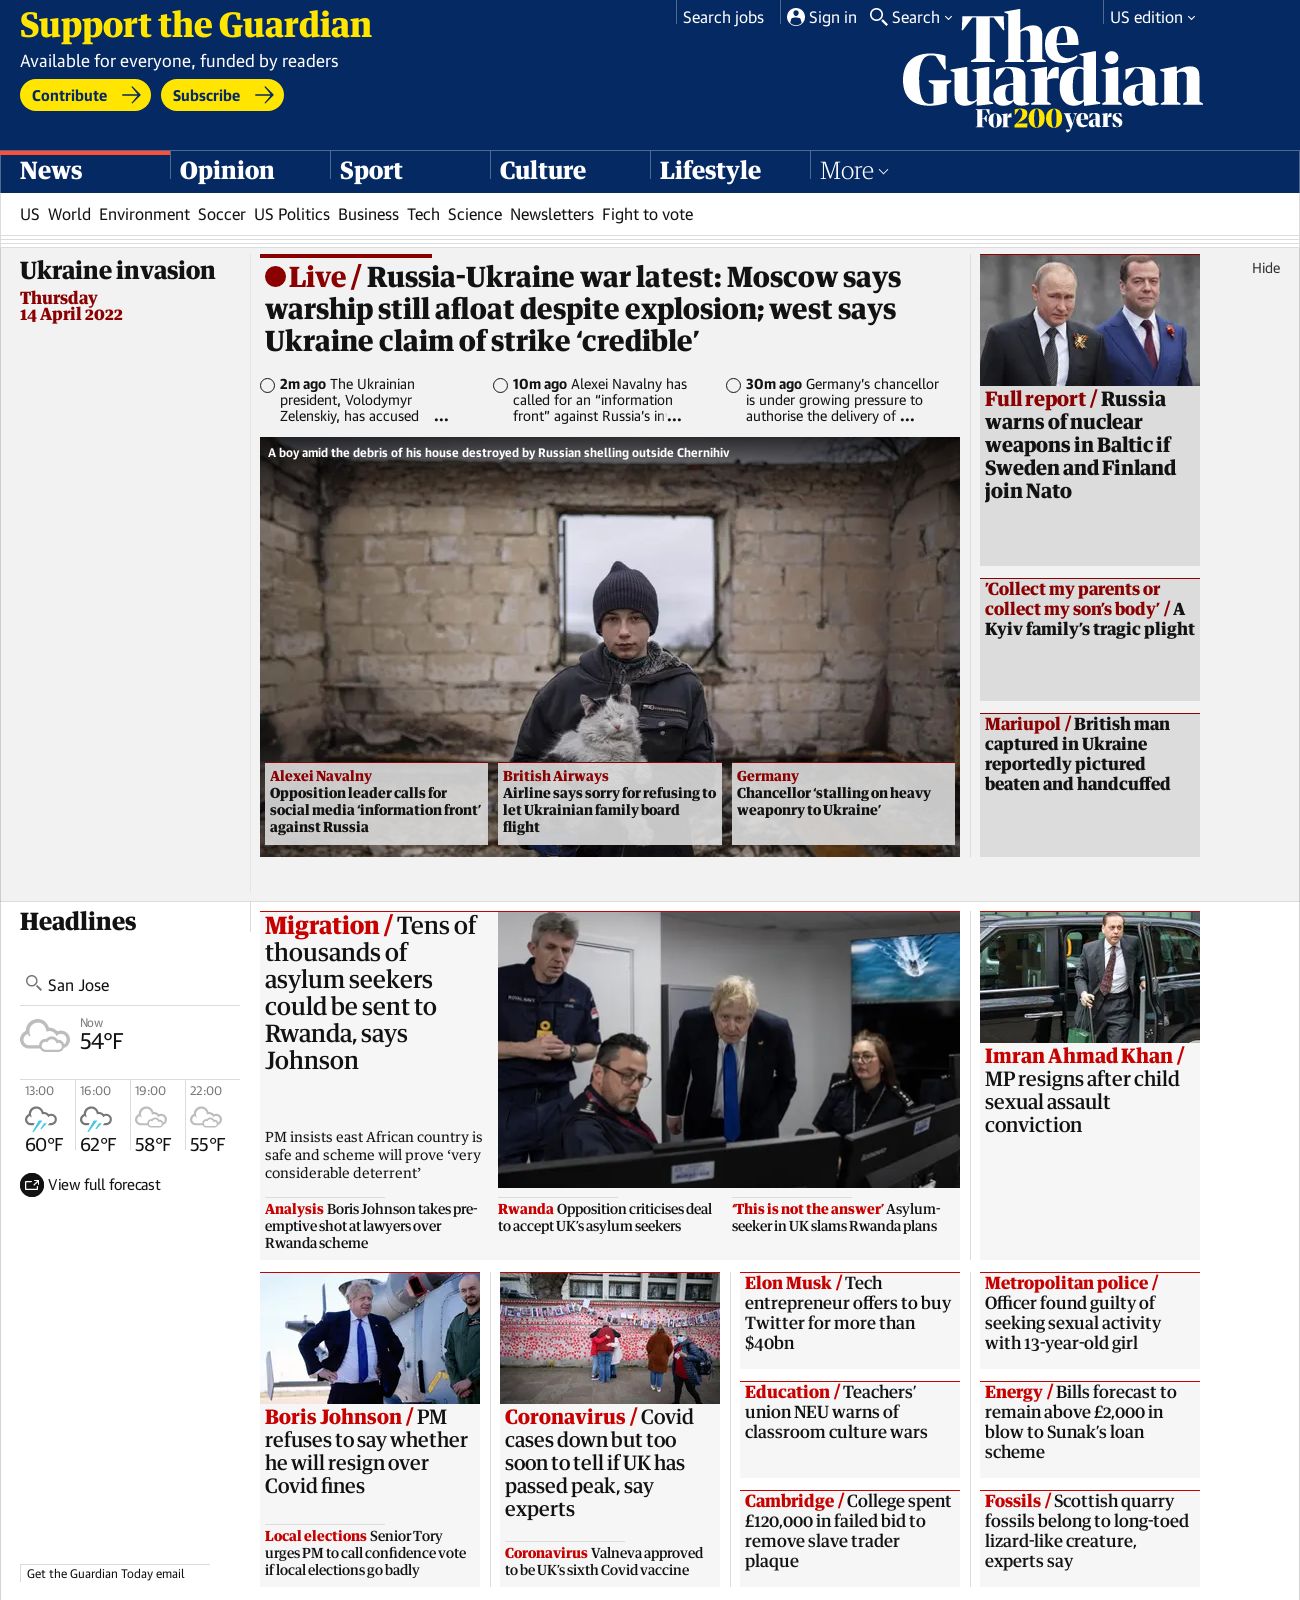 Support the Guardian
Available for everyone, funded by readers
Contribute
Subscribe
Search jobs
Sign in
Search
US edition
The
Guardian
For 200 years
News
Opinion
Sport
Culture
Lifestyle
More
US World Environment Soccer US Politics Business Tech Science Newsletters Fight to vote
Ukraine invasion
Thursday
14 April 2022
Hide
Live / Russia-Ukraine war latest: Moscow says
warship still afloat despite explosion; west says
Ukraine claim of strike ‘credible’
2m ago The Ukrainian
president, Volodymyr
Zelenskiy, has accused ...
10m ago Alexei Navalny has
called for an “information
front” against Russia’s in...
30m ago Germany’s chancellor
is under growing pressure to
authorise the delivery of ...
A boy amid the debris of his house destroyed by Russian shelling outside Chernihiv
Alexei Navalny
Opposition leader calls for
social media ‘information front’
against Russia
British Airways
Airline says sorry for refusing to
let Ukrainian family board
flight
Germany
Chancellor ‘stalling on heavy
weaponry to Ukraine’
Full report / Russia
warns of nuclear
weapons in Baltic if
Sweden and Finland
join Nato
‘Collect my parents or
collect my son’s body’ / A
Kyiv family’s tragic plight
Mariupol / British man
captured in Ukraine
reportedly pictured
beaten and handcuffed
Headlines
San Jose
Now
54°F
13:00 16:00 19:00 22:00
60°F 62°F 58°F 55°F
View full forecast
Get the Guardian Today email
Migration / Tens of
thousands of
asylum seekers
could be sent to
Rwanda, says
Johnson
PM insists east African country is
safe and scheme will prove ‘very
considerable deterrent’
ROYAL NAVY
Analysis Boris Johnson takes pre-
emptive shot at lawyers over
Rwanda scheme
Rwanda Opposition criticises deal
to accept UK’s asylum seekers
‘This is not the answer’ Asylum-
seeker in UK slams Rwanda plans
Imran Ahmad Khan /
MP resigns after child
sexual assault
conviction
Boris Johnson / PM
refuses to say whether
he will resign over
Covid fines
Local elections Senior Tory
urges PM to call confidence vote
if local elections go badly
Coronavirus / Covid
cases down but too
soon to tell if UK has
passed peak, say
experts
Coronavirus Valneva approved
to be UK’s sixth Covid vaccine
Elon Musk / Tech
entrepreneur offers to buy
Twitter for more than
$40bn
Education / Teachers’
union NEU warns of
classroom culture wars
Cambridge / College spent
£120,000 in failed bid to
remove slave trader
plaque
Metropolitan police /
Officer found guilty of
seeking sexual activity
with 13-year-old girl
Energy / Bills forecast to
remain above £2,000 in
blow to Sunak’s loan
scheme
Fossils / Scottish quarry
fossils belong to long-toed
lizard-like creature,
experts say